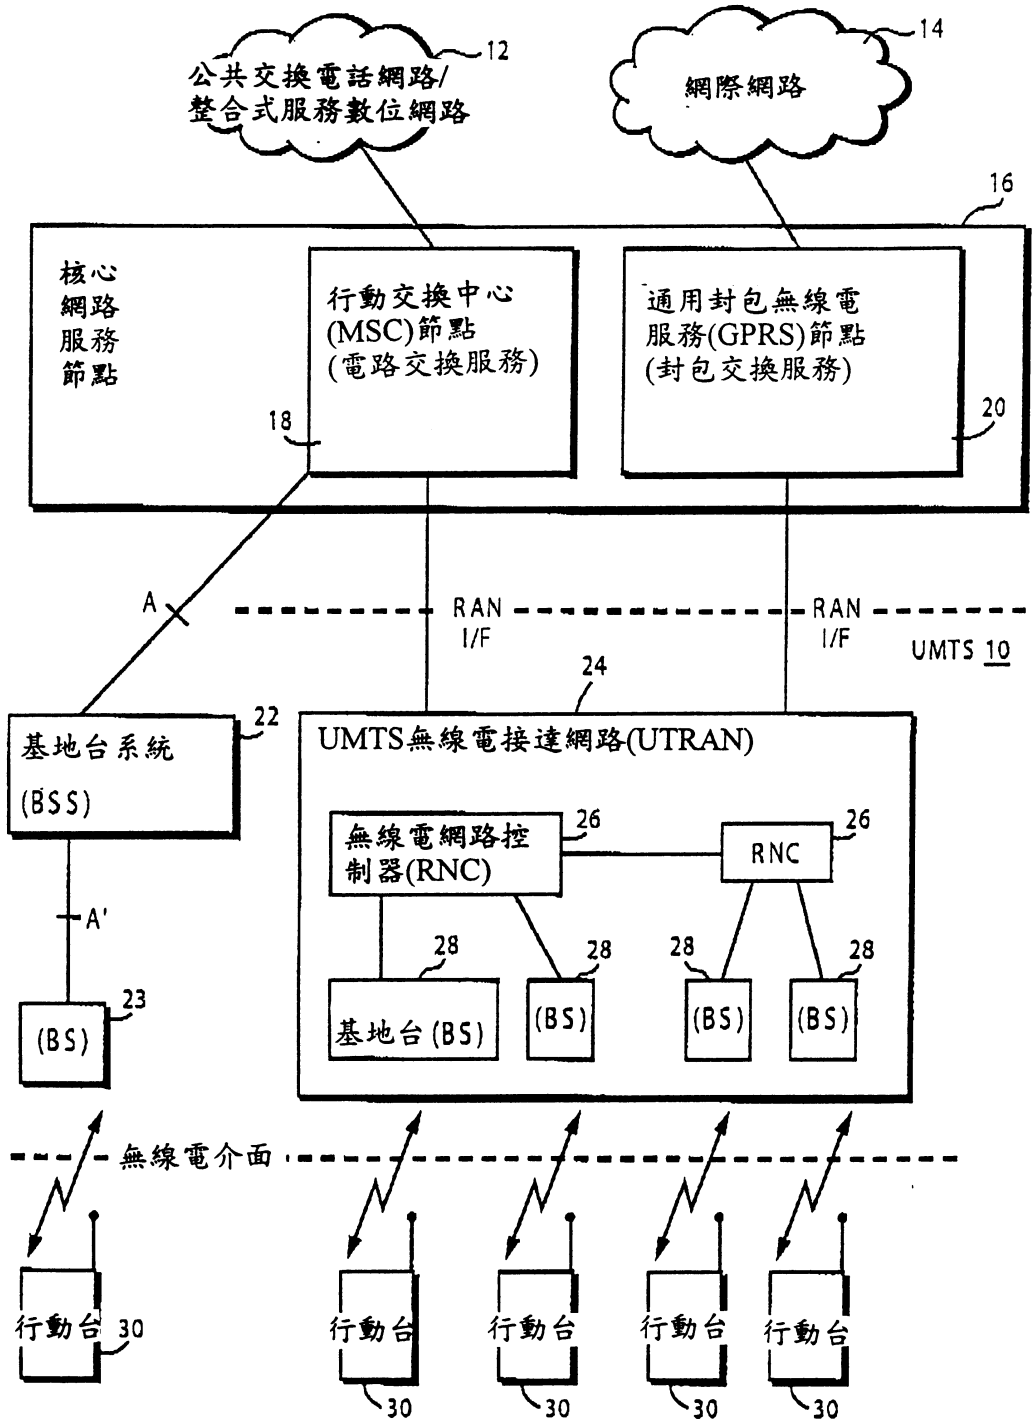 12
公共交換電話網路/
整合式服務數位網路
14
網際網路
16
核心
網路
服務
節點
行動交換中心
(MSC)節點
(電路交換服務)
18
通用封包無線電
服務(GPRS)節點
(封包交換服務)
20
A
RAN
I/F
RAN
I/F
UMTS 10
22
基地台系統
(BSS)
24
UMTS無線電接達網路(UTRAN)
無線電網路控
制器(RNC)
26
RNC
26
A'
23
(BS)
28
基地台(BS)
28
(BS)
28
(BS)
28
(BS)
無線電介面
行動台
30
行動台
30
行動台
30
行動台
30
行動台
30